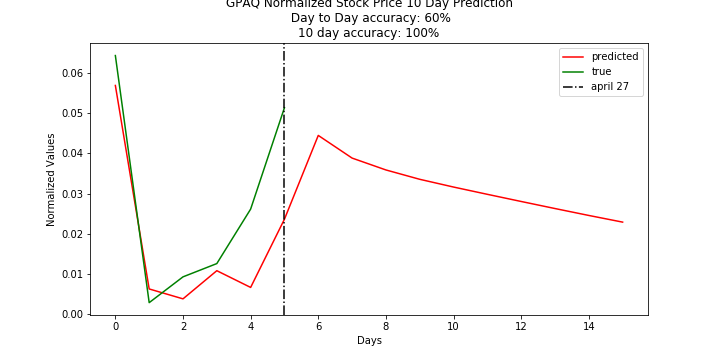 GPAQ Normalized Stock Price 10 Day Prediction
Day to Day accuracy: 60%
10 day accuracy: 100%
predicted
true
april 27
Normalized Values
0.06
0.05
0.04
0.03
0.02
0.01
0.00
0 2 4 6 8 10 12 14
Days